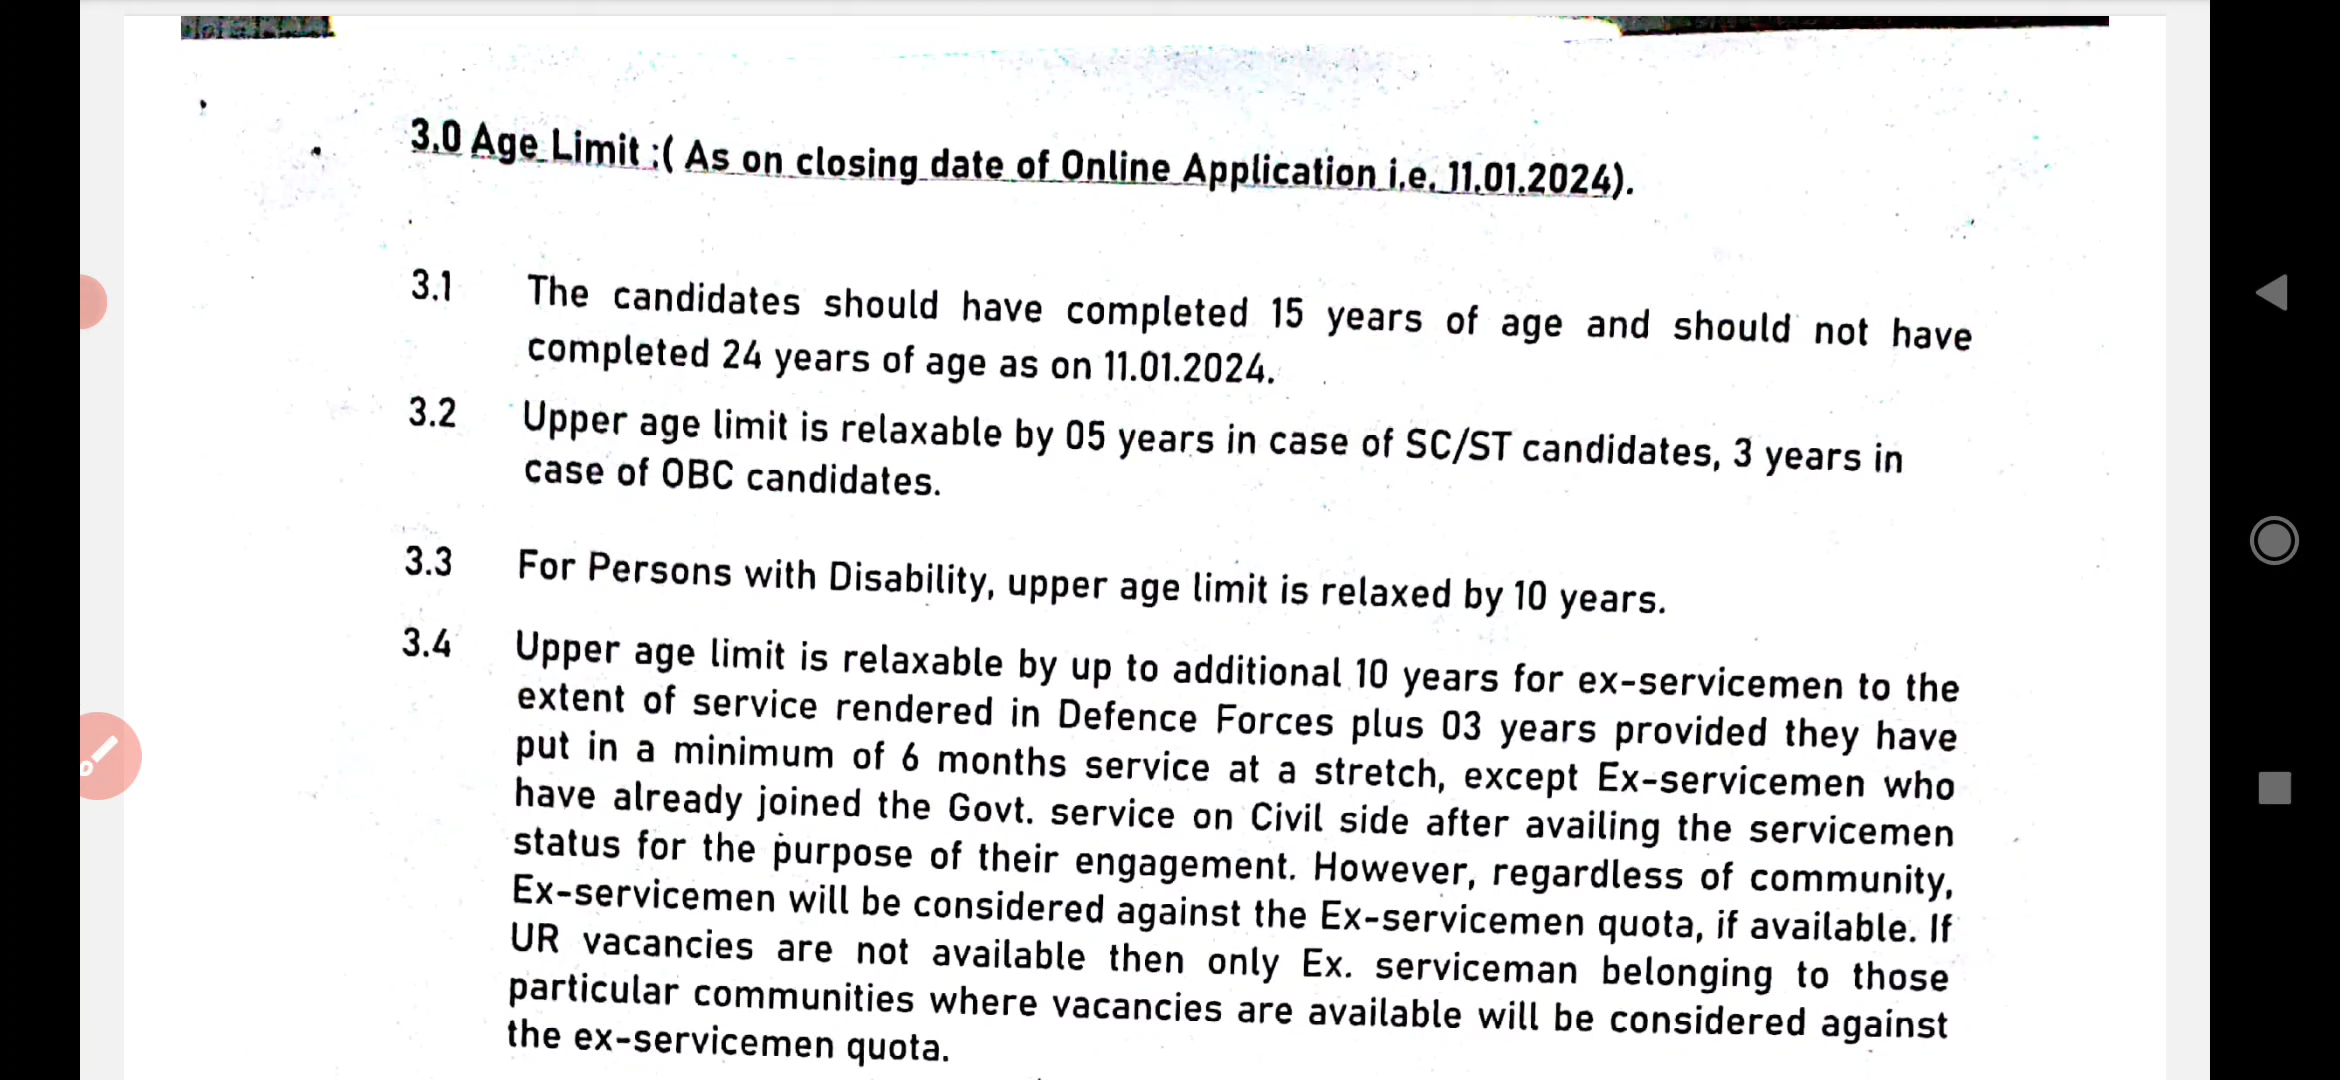 3.0 Age Limit :( As on closing date of Online Application i.e. 11.01.2024).
3.1 The candidates should have completed 15 years of age and should not have
completed 24 years of age as on 11.01.2024.
3.2 Upper age limit is relaxable by 05 years in case of SC/ST candidates, 3 years in
case of OBC candidates.
3.3 For Persons with Disability, upper age limit is relaxed by 10 years.
3.4 Upper age limit is relaxable by up to additional 10 years for ex-servicemen to the
extent of service rendered in Defence Forces plus 03 years provided they have
put in a minimum of 6 months service at a stretch, except Ex-servicemen who
have already joined the Govt. service on Civil side after availing the servicemen
status for the purpose of their engagement. However, regardless of community,
Ex-servicemen will be considered against the Ex-servicemen quota, if available. If
UR vacancies are not available then only Ex. serviceman belonging to those
particular communities where vacancies are available will be considered against
the ex-servicemen quota.